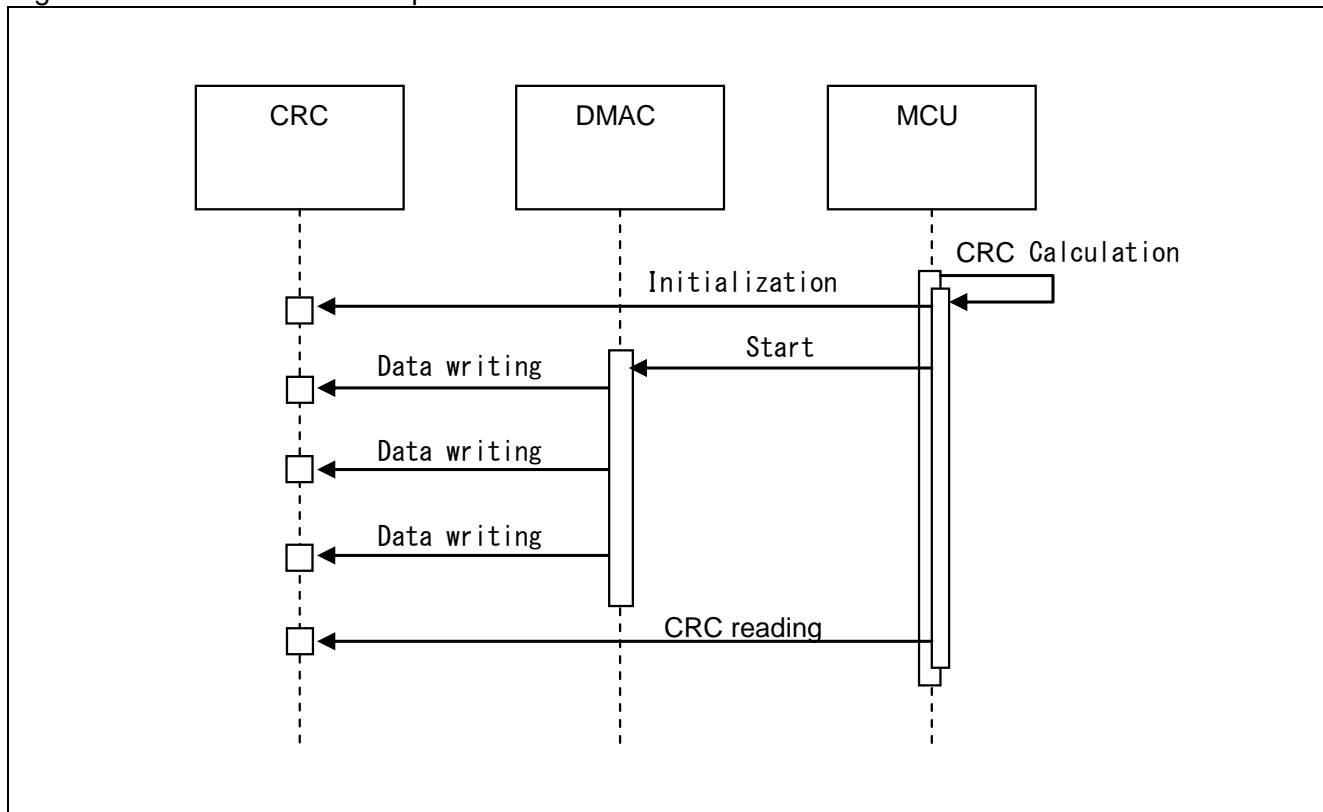 CRC
DMAC
MCU
CRC Calculation
Initialization
Start
Data writing
Data writing
Data writing
CRC reading